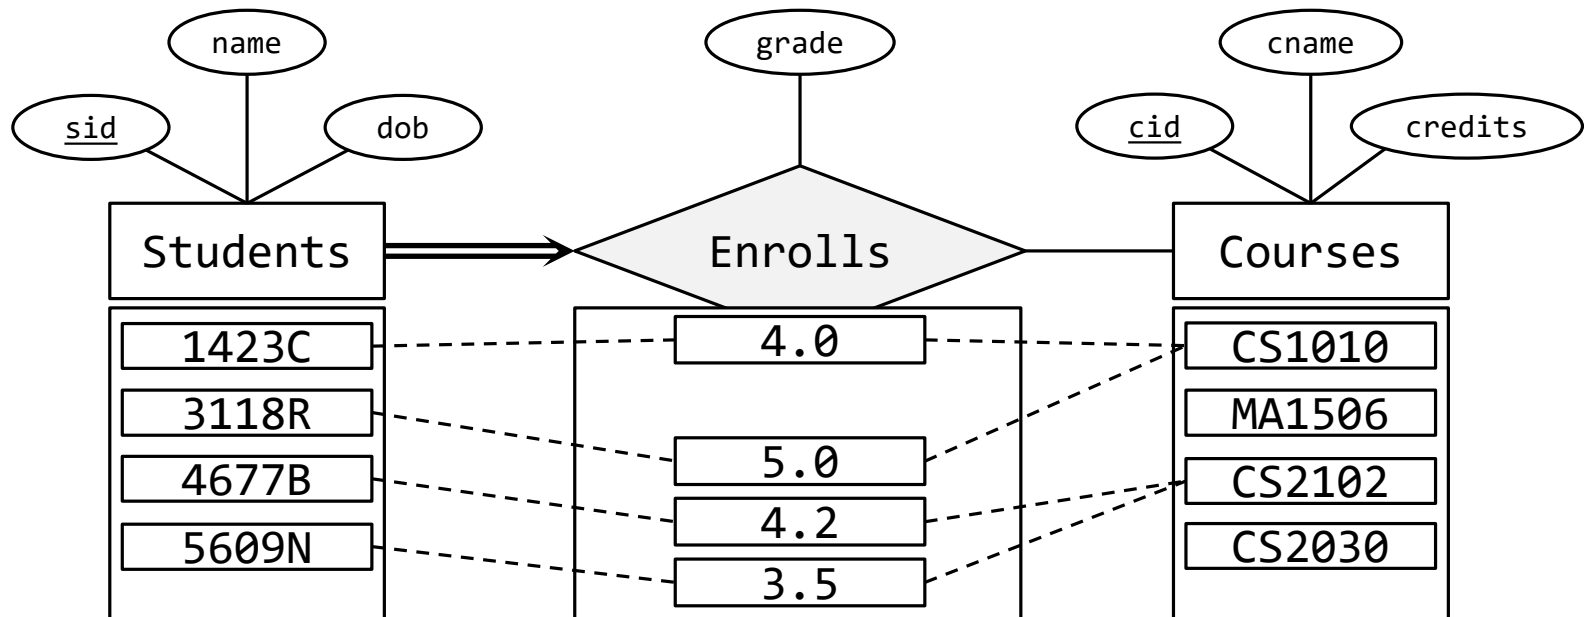 name
grade
cname
sid
dob
cid
credits
Students
Enrolls
Courses
1423C
4.0
CS1010
3118R
5.0
MA1506
4677B
4.2
CS2102
5609N
3.5
CS2030